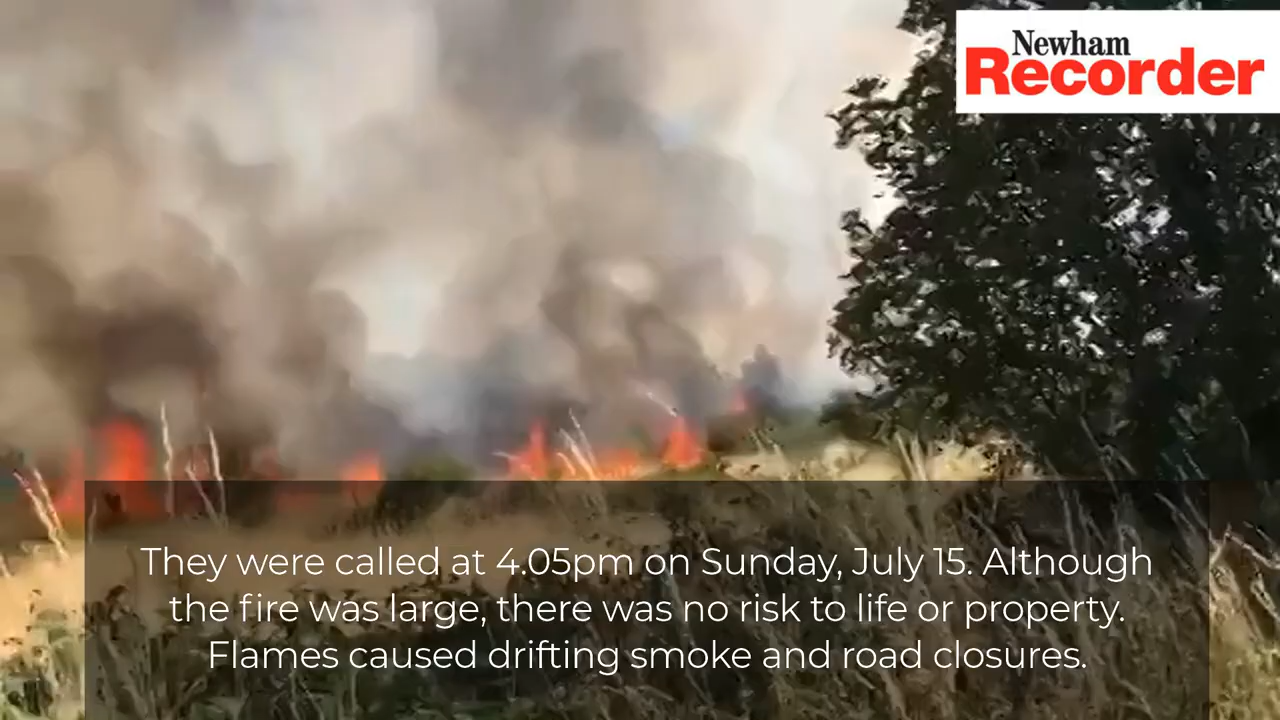 Newham
Recorder
They were called at 4.05pm on Sunday, July 15. Although
the fire was large, there was no risk to life or property.
Flames caused drifting smoke and road closures.